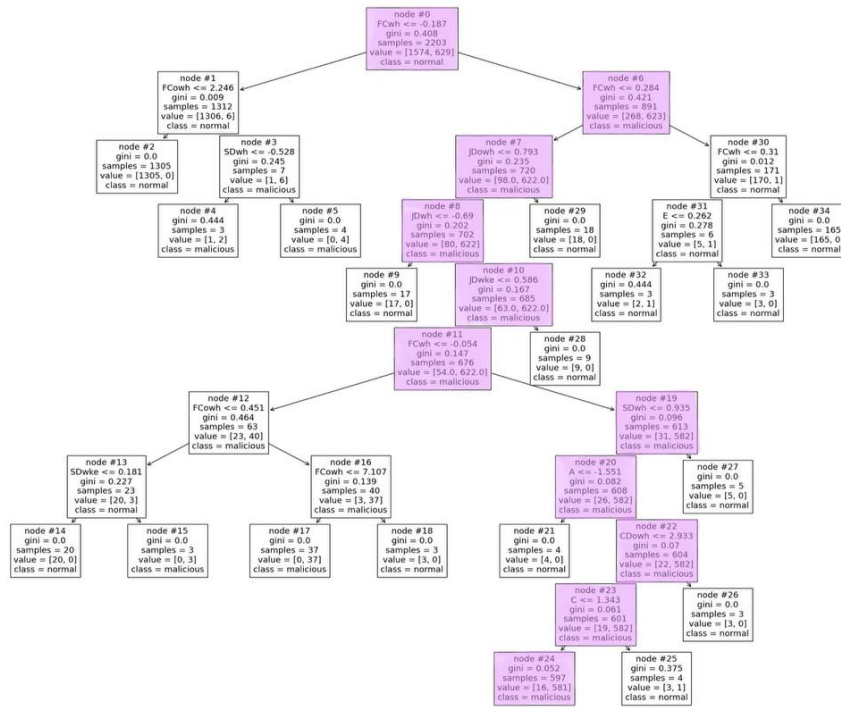 node #0
FCwh <= -0.187
gini = 0.408
samples = 2203
value = [1574, 629]
class = normal
node #1
FCowh <= 2.246
gini = 0.009
samples = 1312
value = [1306, 6]
class = normal
node #6
FCwh <= 0.284
gini = 0.421
samples = 891
value = [268, 623]
class = malicious
node #2
gini = 0.0
samples = 1305
value = [1305, 0]
class = normal
node #3
SDwh <= -0.528
gini = 0.245
samples = 7
value = [1, 6]
class = malicious
node #7
JDowh <= 0.793
gini = 0.235
samples = 720
value = [98.0, 622.0]
class = malicious
node #30
FCwh <= 0.31
gini = 0.012
samples = 171
value = [170, 1]
class = normal
node #4
gini = 0.444
samples = 3
value = [1, 2]
class = malicious
node #5
gini = 0.0
samples = 4
value = [0, 4]
class = malicious
node #8
JDwh <= -0.69
gini = 0.202
samples = 702
value = [80, 622]
class = malicious
node #29
gini = 0.0
samples = 18
value = [18, 0]
class = normal
node #31
E <= 0.262
gini = 0.278
samples = 6
value = [5, 1]
class = normal
node #34
gini = 0.0
samples = 165
value = [165, 0]
class = normal
node #9
gini = 0.0
samples = 17
value = [17, 0]
class = normal
node #10
JDwke <= 0.586
gini = 0.167
samples = 685
value = [63.0, 622.0]
class = malicious
node #32
gini = 0.444
samples = 3
value = [2, 1]
class = normal
node #33
gini = 0.0
samples = 3
value = [3, 0]
class = normal
node #11
FCwh <= -0.054
gini = 0.147
samples = 676
value = [54.0, 622.0]
class = malicious
node #28
gini = 0.0
samples = 9
value = [9, 0]
class = normal
node #12
FCowh <= 0.451
gini = 0.464
samples = 63
value = [23, 40]
class = malicious
node #19
SDwh <= 0.935
gini = 0.096
samples = 613
value = [31, 582]
class = malicious
node #13
SDwke <= 0.181
gini = 0.227
samples = 23
value = [20, 3]
class = normal
node #16
FCowh <= 7.107
gini = 0.139
samples = 40
value = [3, 37]
class = malicious
node #20
A <= -1.551
gini = 0.082
samples = 608
value = [26, 582]
class = malicious
node #27
gini = 0.0
samples = 5
value = [5, 0]
class = normal
node #14
gini = 0.0
samples = 20
value = [20, 0]
class = normal
node #15
gini = 0.0
samples = 3
value = [0, 3]
class = malicious
node #17
gini = 0.0
samples = 37
value = [0, 37]
class = malicious
node #18
gini = 0.0
samples = 3
value = [3, 0]
class = normal
node #21
gini = 0.0
samples = 4
value = [4, 0]
class = normal
node #22
CDowh <= 2.933
gini = 0.07
samples = 604
value = [22, 582]
class = malicious
node #23
C <= 1.343
gini = 0.061
samples = 601
value = [19, 582]
class = malicious
node #26
gini = 0.0
samples = 3
value = [3, 0]
class = normal
node #24
gini = 0.052
samples = 597
value = [16, 581]
class = malicious
node #25
gini = 0.375
samples = 4
value = [3, 1]
class = normal